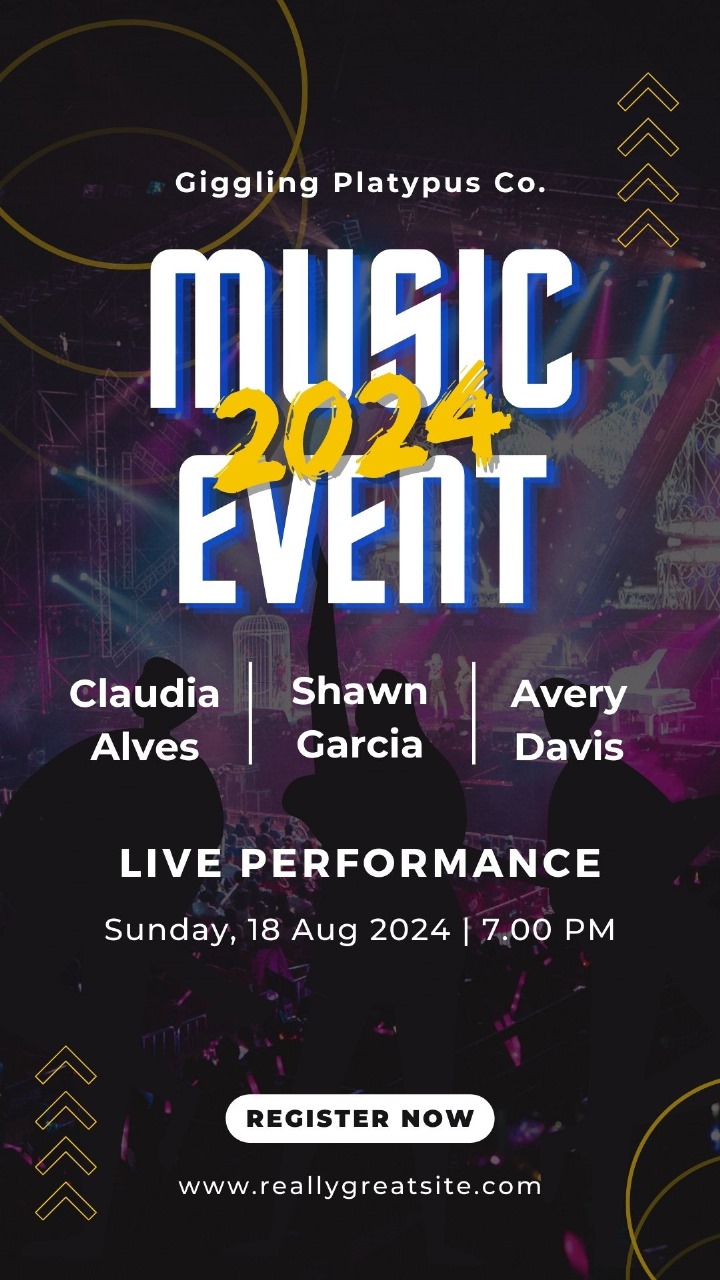 Giggling Platypus Co.
MUSIC
2024
EVENT
Claudia Alves
Shawn Garcia
Avery Davis
LIVE PERFORMANCE
Sunday, 18 Aug 2024 | 7.00 PM
REGISTER NOW
www.reallygreatsite.com